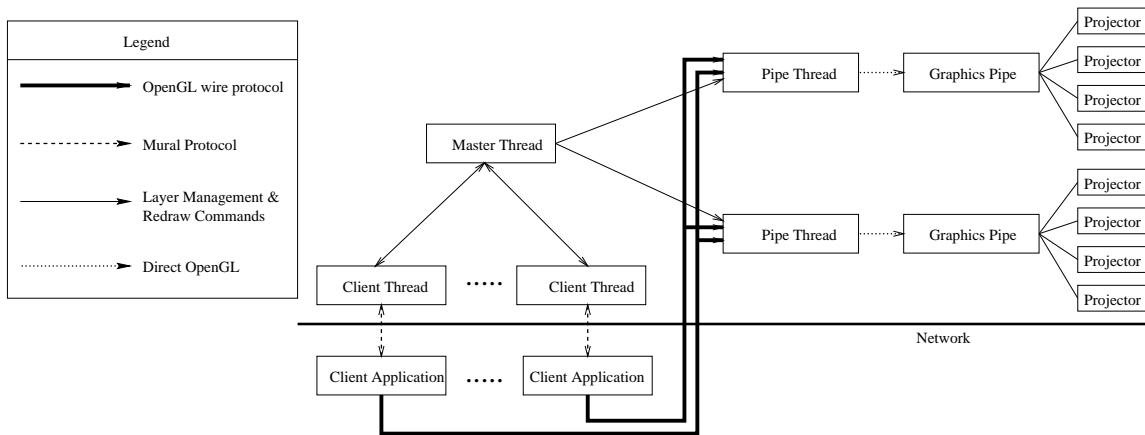 Legend
OpenGL wire protocol
Mural Protocol
Layer Management &
Redraw Commands
Direct OpenGL
Master Thread
Client Thread
.....
Client Thread
Client Application
.....
Client Application
Network
Pipe Thread
Graphics Pipe
Projector
Projector
Projector
Projector
Pipe Thread
Graphics Pipe
Projector
Projector
Projector
Projector